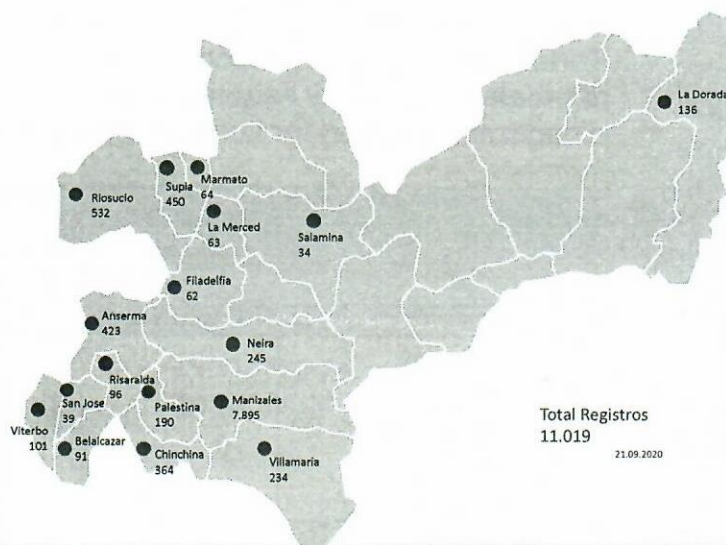 La Dorada
136
Supia
450
Marmato
64
Riosucio
532
La Merced
63
Salamina
34
Filadelfía
62
Anserma
423
Neira
245
Risaralda
96
San Jose
39
Palestina
190
Manizales
7.895
Viterbo
101
Belalcazar
91
Chinchina
364
Villamaría
234
Total Registros
11.019
21.09.2020